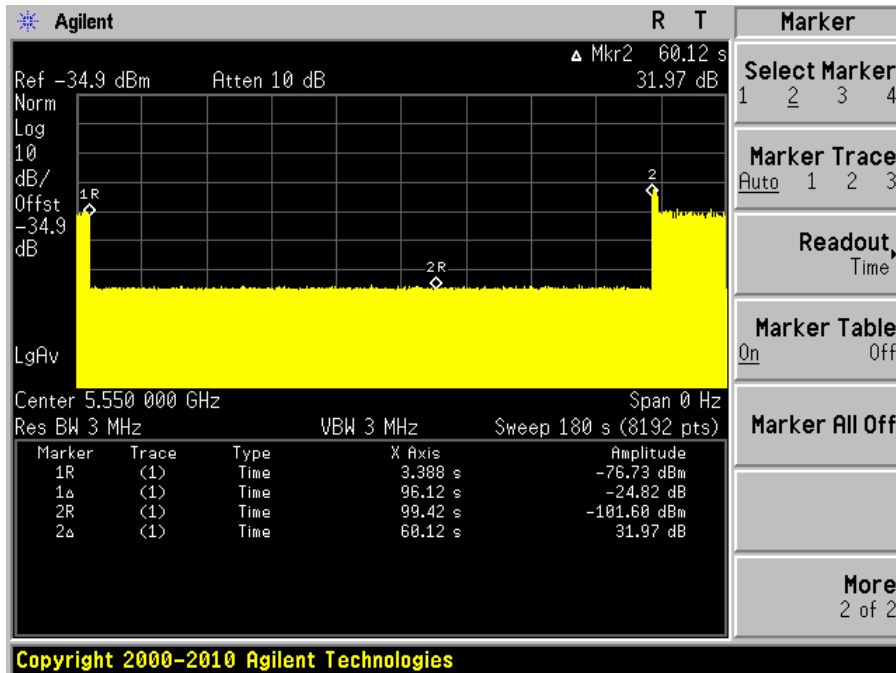 Agilent R T Marker
Δ Mkr2 60.12 s
Ref -34.9 dBm Atten 10 dB 31.97 dB
Norm
Log
10
dB/
Offst
-34.9
dB
1R
2R
2
LgAv
Center 5.550 000 GHz Span 0 Hz
Res BW 3 MHz VBW 3 MHz Sweep 180 s (8192 pts)
Marker Trace Type X Axis Amplitude
1R (1) Time 3.388 s -76.73 dBm
1Δ (1) Time 96.12 s -24.82 dB
2R (1) Time 99.42 s -101.60 dBm
2Δ (1) Time 60.12 s 31.97 dB
Select Marker
1 2 3 4
Marker Trace
Auto 1 2 3
Readout
Time
Marker Table
On Off
Marker All Off
More
2 of 2
Copyright 2000-2010 Agilent Technologies